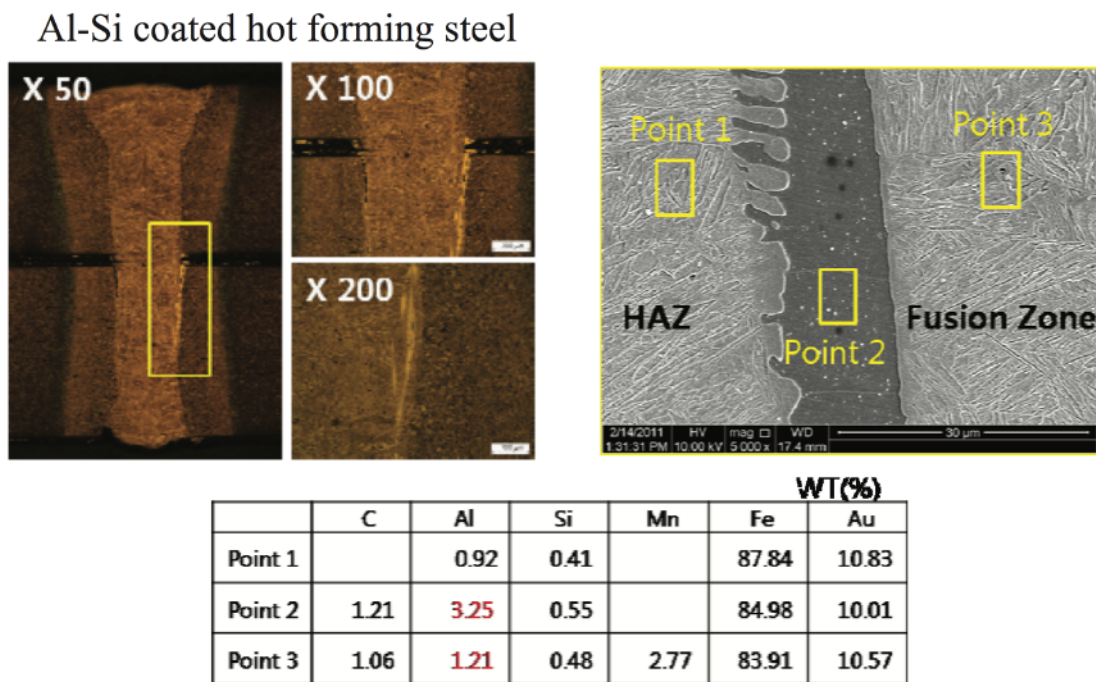 Al-Si coated hot forming steel
X 50
X 100
X 200
Point 1
Point 3
HAZ
Fusion Zone
Point 2
2/14/2011 HV mag □ WD 30 µm
1:31:31 PM 10.00 kV 5 000 x 17.4 mm
WT(%)
C Al Si Mn Fe Au
Point 1 0.92 0.41 87.84 10.83
Point 2 1.21 3.25 0.55 84.98 10.01
Point 3 1.06 1.21 0.48 2.77 83.91 10.57